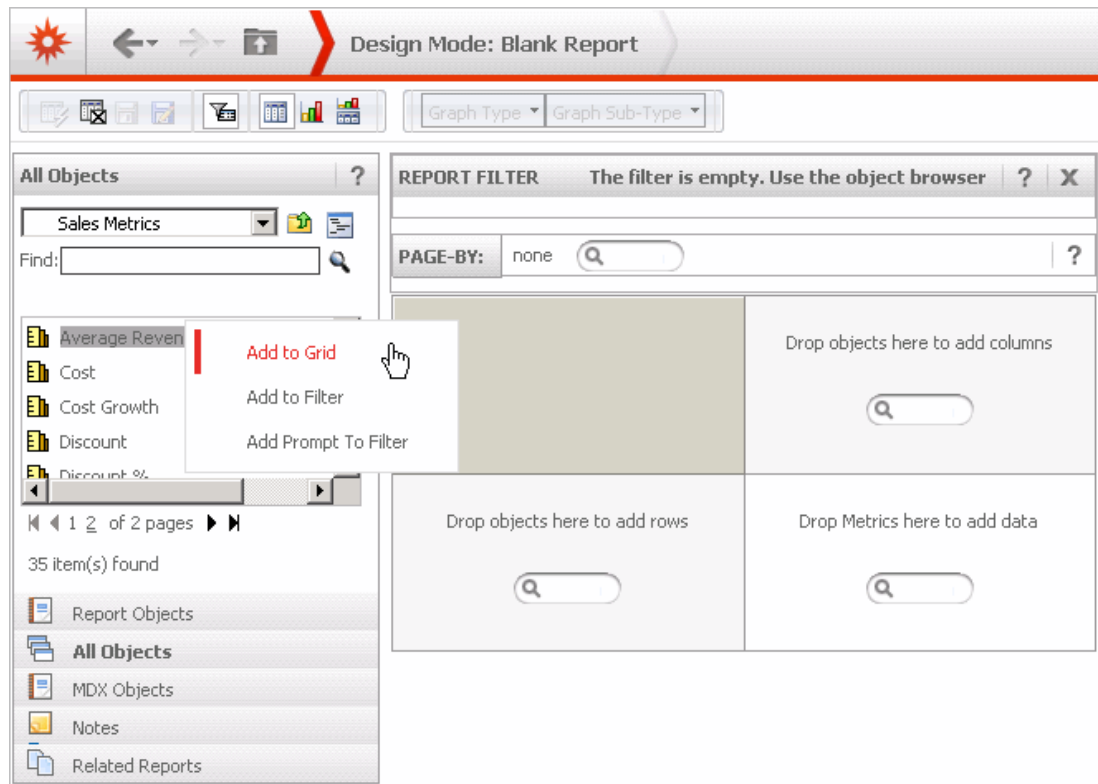 Design Mode: Blank Report
Graph Type Graph Sub-Type
All Objects ?
Sales Metrics
Find:
Average Reven
Cost
Cost Growth
Discount
Discount %
Add to Grid
Add to Filter
Add Prompt To Filter
1 2 of 2 pages
35 item(s) found
Report Objects
All Objects
MDX Objects
Notes
Related Reports
REPORT FILTER The filter is empty. Use the object browser ? X
PAGE-BY: none ?
Drop objects here to add columns
Drop objects here to add rows
Drop Metrics here to add data